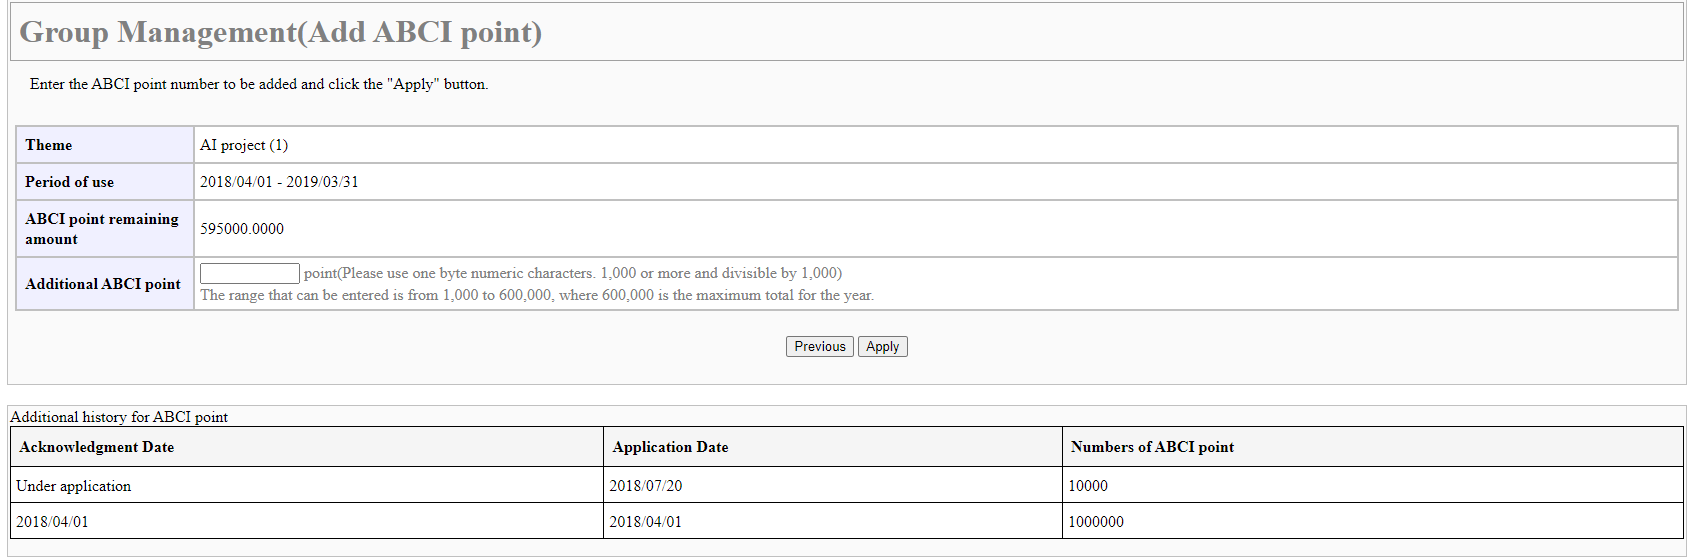 Group Management(Add ABCI point)
Enter the ABCI point number to be added and click the "Apply" button.
Theme
AI project (1)
Period of use
2018/04/01 - 2019/03/31
ABCI point remaining
amount
595000.0000
Additional ABCI point
point(Please use one byte numeric characters. 1,000 or more and divisible by 1,000)
The range that can be entered is from 1,000 to 600,000, where 600,000 is the maximum total for the year.
Previous
Apply
Additional history for ABCI point
Acknowledgment Date
Application Date
Numbers of ABCI point
Under application
2018/07/20
10000
2018/04/01
2018/04/01
1000000